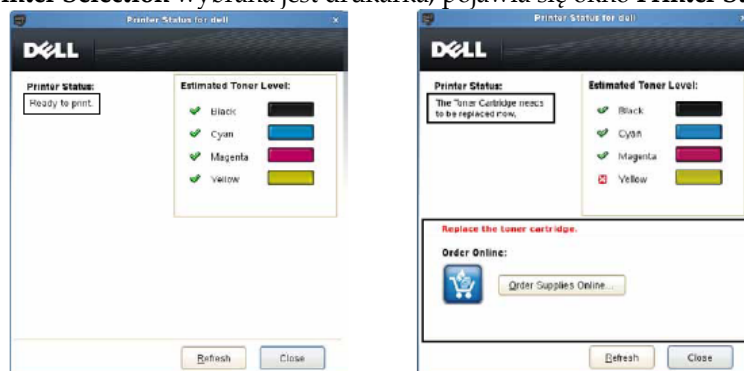 inter Selection wybrana jest drukarka, pojawia się okno Printer Sta
Printer Status for dell
DELL
Printer Status:
Ready to print.
Estimated Toner Level:
Black
Cyan
Magenta
Yellow
Refresh
Close
Printer Status for dell
DELL
Printer Status:
The Toner Cartridge needs
to be replaced now.
Estimated Toner Level:
Black
Cyan
Magenta
Yellow
Replace the toner cartridge.
Order Online:
Order Supplies Online...
Refresh
Close